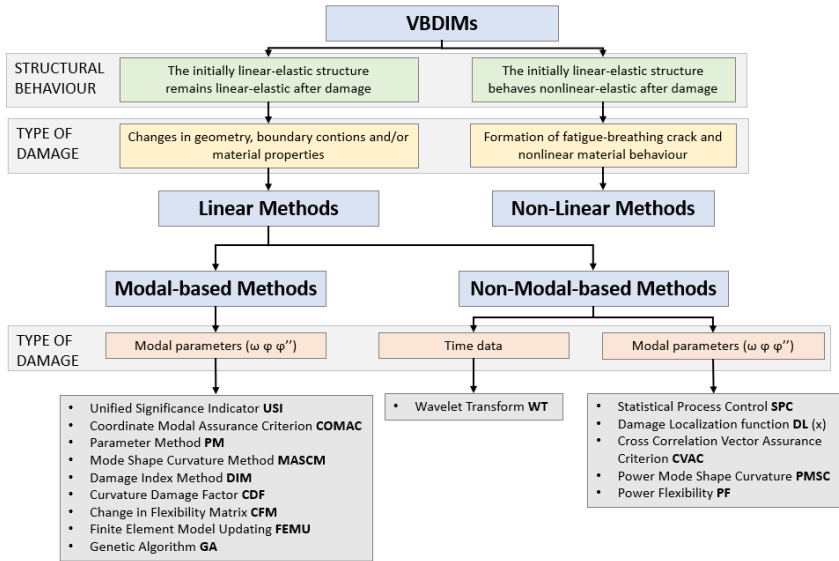 VBDIMs
STRUCTURAL
BEHAVIOUR
The initially linear-elastic structure
remains linear-elastic after damage
The initially linear-elastic structure
behaves nonlinear-elastic after damage
TYPE OF
DAMAGE
Changes in geometry, boundary contions and/or
material properties
Formation of fatigue-breathing crack and
nonlinear material behaviour
Linear Methods
Non-Linear Methods
Modal-based Methods
Non-Modal-based Methods
TYPE OF
DAMAGE
Modal parameters (ω φ φ’’)
Time data
Modal parameters (ω φ φ’’)
• Unified Significance Indicator USI
• Coordinate Modal Assurance Criterion COMAC
• Parameter Method PM
• Mode Shape Curvature Method MASCM
• Damage Index Method DIM
• Curvature Damage Factor CDF
• Change in Flexibility Matrix CFM
• Finite Element Model Updating FEMU
• Genetic Algorithm GA
• Wavelet Transform WT
• Statistical Process Control SPC
• Damage Localization function DL (x)
• Cross Correlation Vector Assurance
Criterion CVAC
• Power Mode Shape Curvature PMSC
• Power Flexibility PF